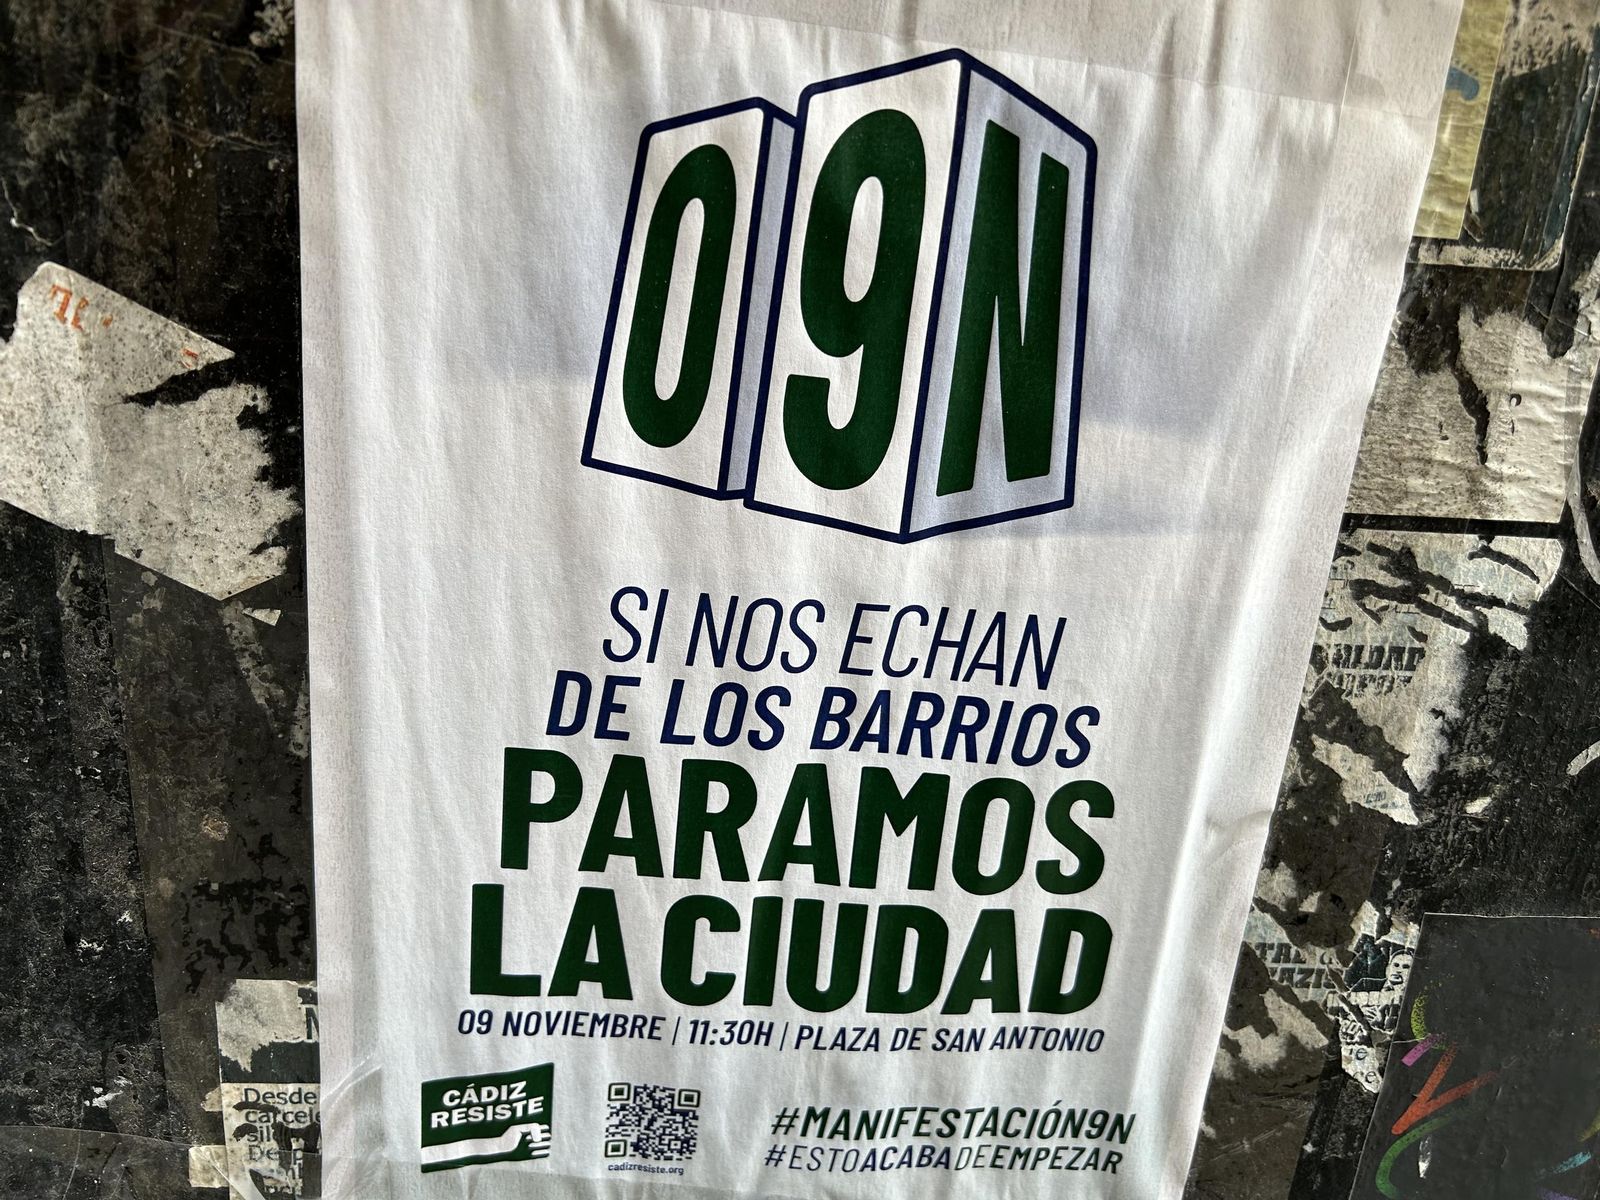 09N
SI NOS ECHAN
DE LOS BARRIOS
PARAMOS
LA CIUDAD
09 NOVIEMBRE | 11:30H | PLAZA DE SAN ANTONIO
CÁDIZ
RESISTE
cadizresiste.org
#MANIFESTACIÓN9N
#ESTOACABADEEMPEZAR
Desde